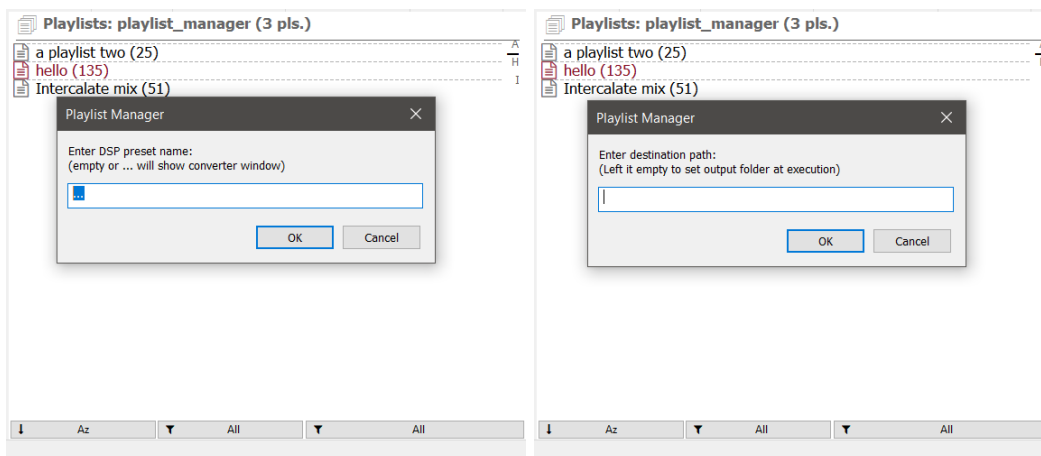 Playlists: playlist_manager (3 pls.)
a playlist two (25)
A
H
hello (135)
I
Intercalate mix (51)
Playlist Manager
Enter DSP preset name:
(empty or ... will show converter window)
...
OK Cancel
Az All All
Playlists: playlist_manager (3 pls.)
a playlist two (25)
hello (135)
Intercalate mix (51)
Playlist Manager
Enter destination path:
(Left it empty to set output folder at execution)
OK Cancel
Az All All